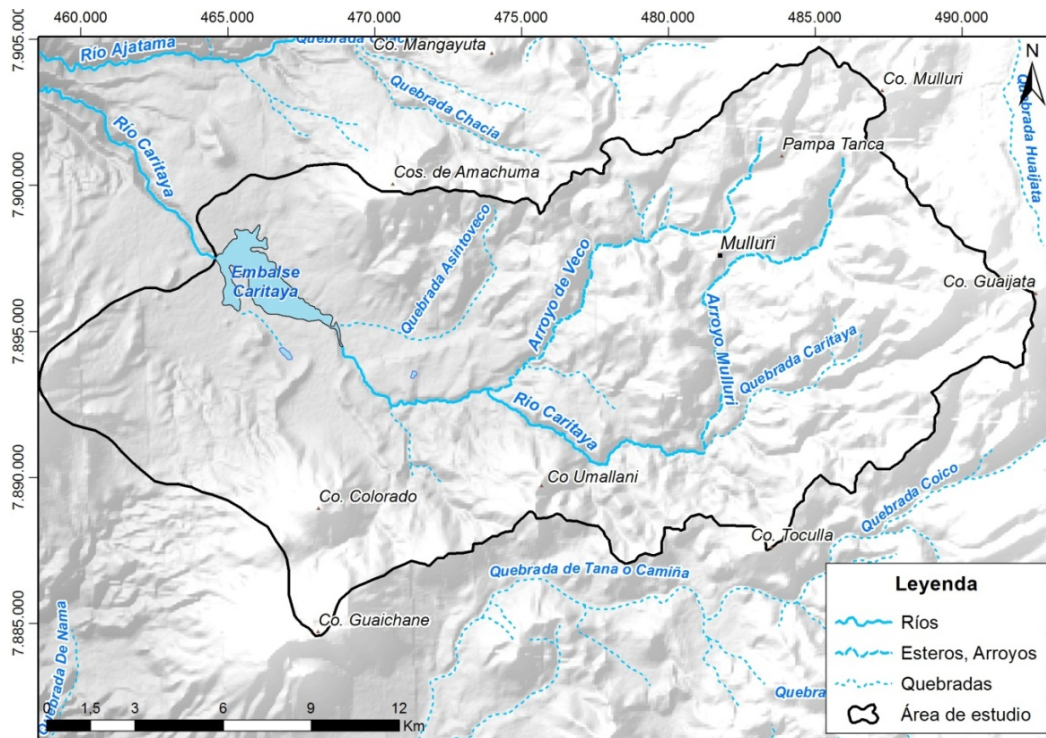 460.000 465.000 470.000 475.000 480.000 485.000 490.000
7.905.000
7.900.000
7.895.000
7.890.000
7.885.000
N
Río Ajatama
Co. Mangayuta
Co. Mulluri
Quebrada Chacia
Río Caritaya
Pampa Tanca
Quebrada Huaijata
Cos. de Amachuma
Mulluri
Quebrada Asintoveco
Arroyo de Veco
Embalse
Caritaya
Co. Guaijata
Arroyo Mulluri
Quebrada Caritaya
Río Caritaya
Co Umallani
Co. Colorado
Quebrada Coico
Co. Toculla
Quebrada de Tana o Camiña
Co. Guaichane
Quebrada De Nama
Leyenda
Ríos
Esteros, Arroyos
Quebradas
Área de estudio
0 1,5 3 6 9 12
Km